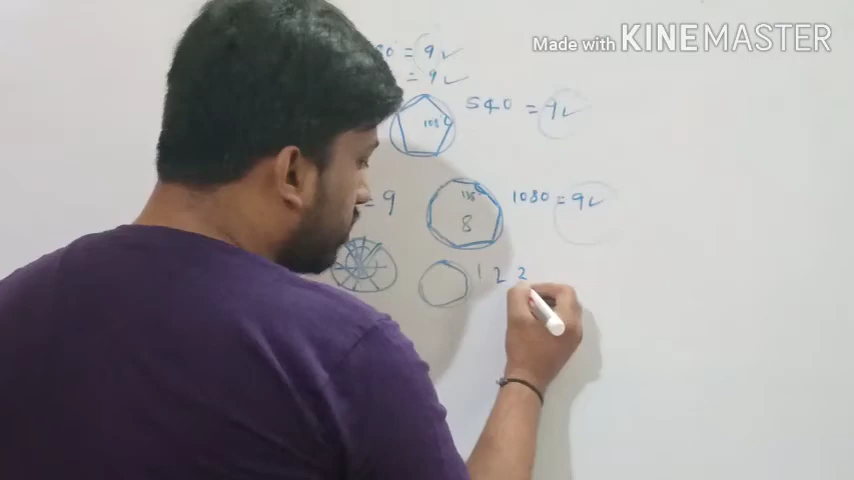 Made with KINEMASTER
= 9 ✓
= 9 ✓
108 540 = 9 ✓
= 9
135 1080 = 9 ✓
8
1 2 2